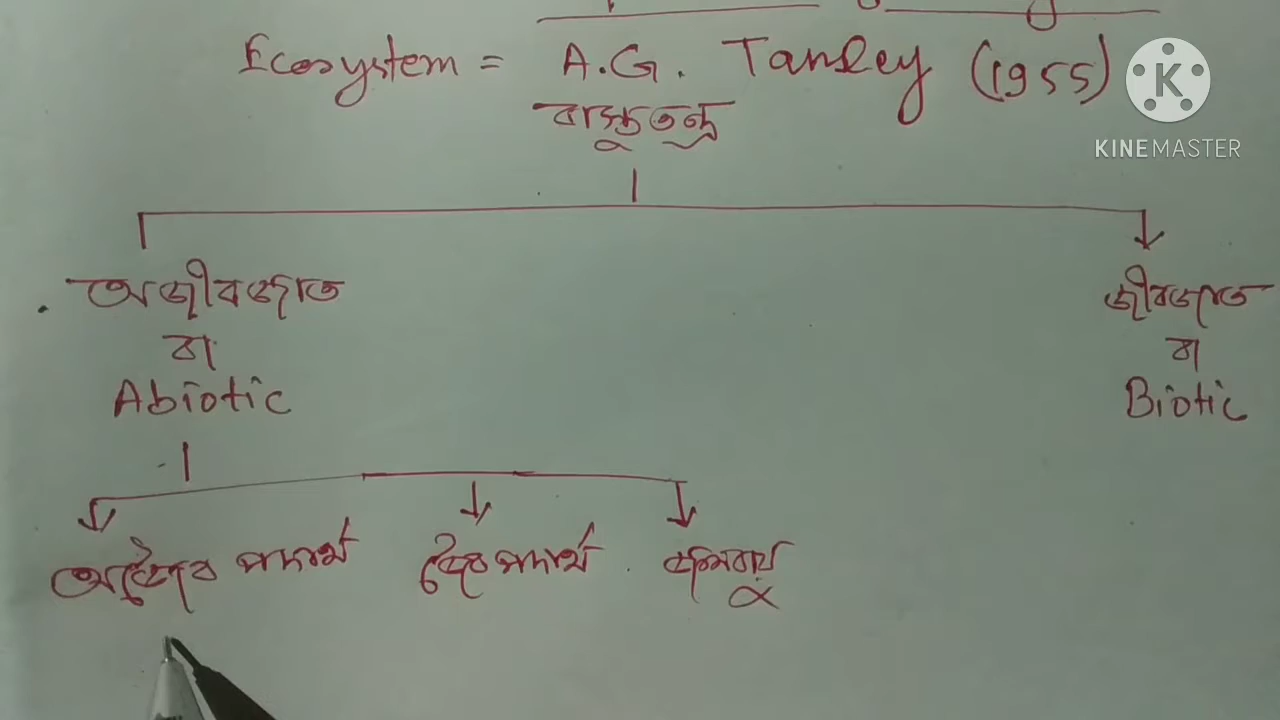 Ecosystem = A.G. Tansley (1955)
KINEMASTER
বাস্তুতন্ত্র
অজীবজাত
জীবজাত
বা
বা
Abiotic
Biotic
অজৈব পদার্থ জৈব পদার্থ জলবায়ু